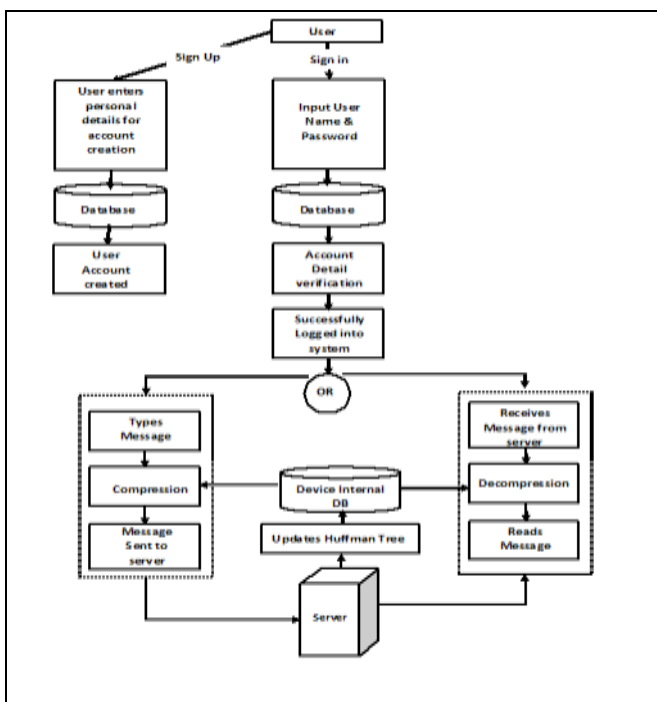 User
Sign Up
Sign in
User enters
personal
details for
account
creation
Input User
Name &
Password
Database
Database
User
Account
created
Account
Detail
verification
Successfully
Logged into
system
OR
Types
Message
Compression
Message
Sent to
server
Device Internal
DB
Updates Huffman Tree
Server
Receives
Message from
server
Decompression
Reads
Message